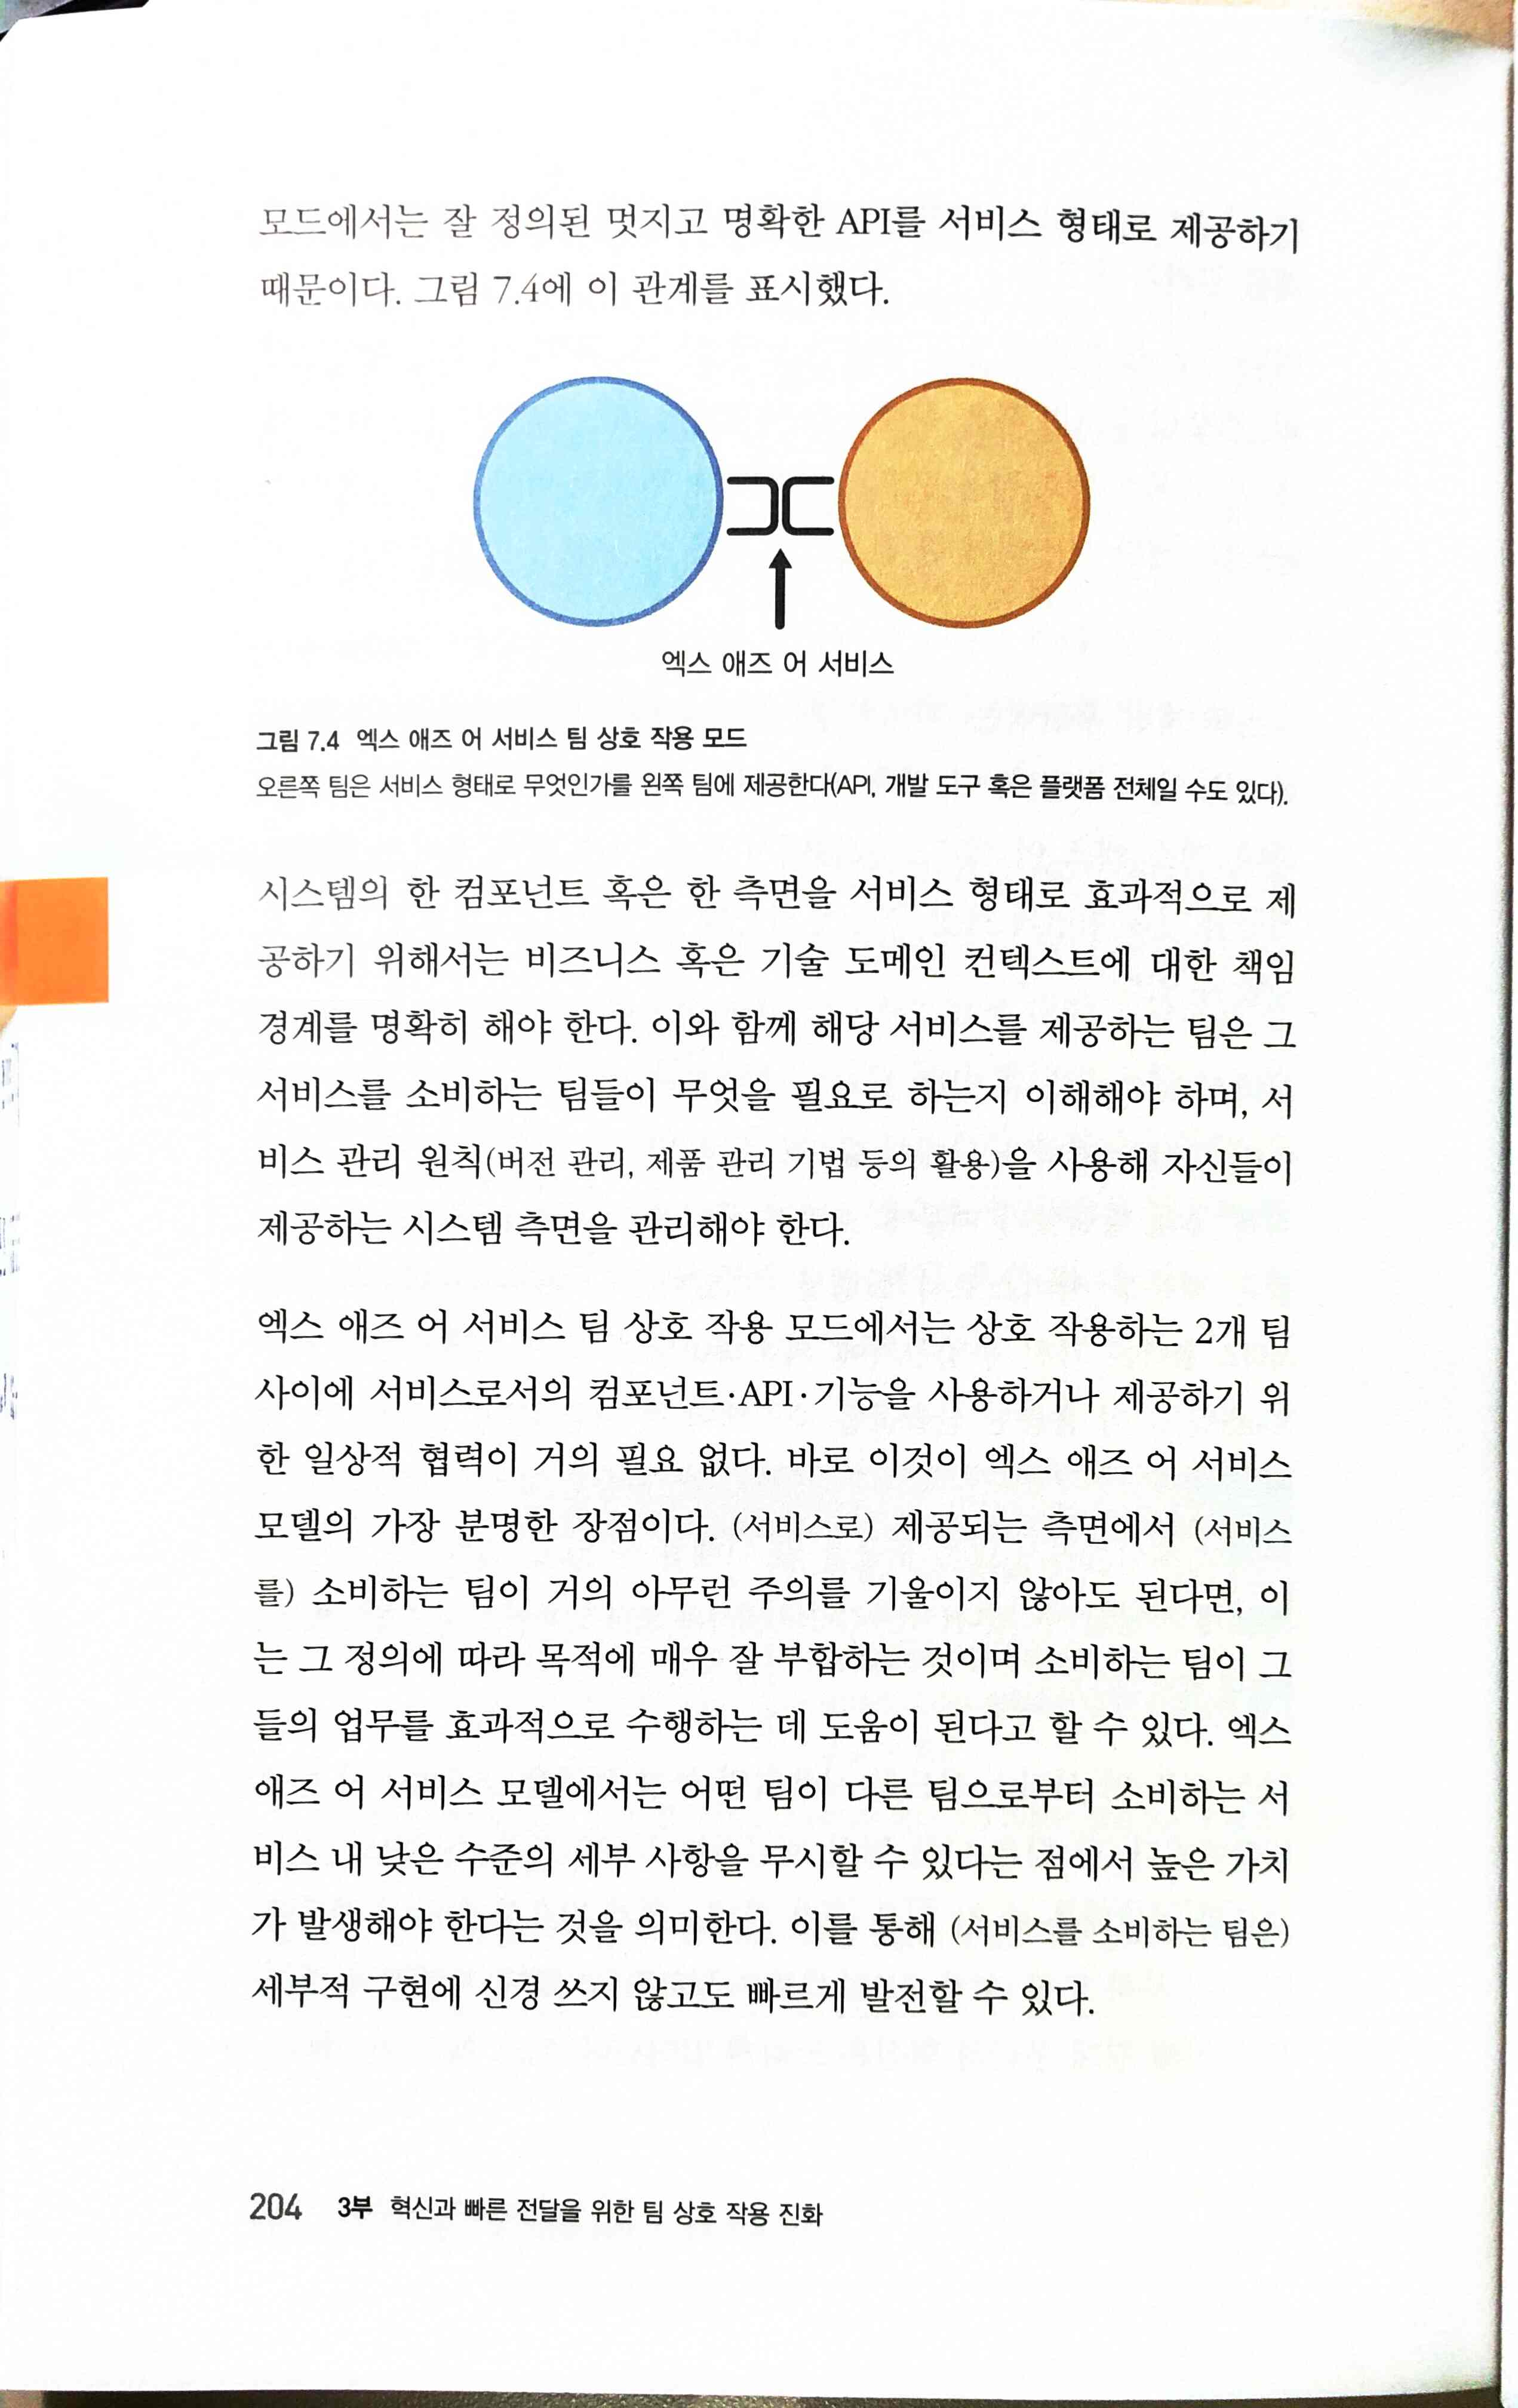 모드에서는 잘 정의된 멋지고 명확한 API를 서비스 형태로 제공하기
때문이다. 그림 7.4에 이 관계를 표시했다.
엑스 애즈 어 서비스
그림 7.4 엑스 애즈 어 서비스 팀 상호 작용 모드
오른쪽 팀은 서비스 형태로 무엇인가를 왼쪽 팀에 제공한다(API, 개발 도구 혹은 플랫폼 전체일 수도 있다).
시스템의 한 컴포넌트 혹은 한 측면을 서비스 형태로 효과적으로 제
공하기 위해서는 비즈니스 혹은 기술 도메인 컨텍스트에 대한 책임
경계를 명확히 해야 한다. 이와 함께 해당 서비스를 제공하는 팀은 그
서비스를 소비하는 팀들이 무엇을 필요로 하는지 이해해야 하며, 서
비스 관리 원칙(버전 관리, 제품 관리 기법 등의 활용)을 사용해 자신들이
제공하는 시스템 측면을 관리해야 한다.
엑스 애즈 어 서비스 팀 상호 작용 모드에서는 상호 작용하는 2개 팀
사이에 서비스로서의 컴포넌트·API·기능을 사용하거나 제공하기 위
한 일상적 협력이 거의 필요 없다. 바로 이것이 엑스 애즈 어 서비스
모델의 가장 분명한 장점이다. (서비스로) 제공되는 측면에서 (서비스
를) 소비하는 팀이 거의 아무런 주의를 기울이지 않아도 된다면, 이
는 그 정의에 따라 목적에 매우 잘 부합하는 것이며 소비하는 팀이 그
들의 업무를 효과적으로 수행하는 데 도움이 된다고 할 수 있다. 엑스
애즈 어 서비스 모델에서는 어떤 팀이 다른 팀으로부터 소비하는 서
비스 내 낮은 수준의 세부 사항을 무시할 수 있다는 점에서 높은 가치
가 발생해야 한다는 것을 의미한다. 이를 통해 (서비스를 소비하는 팀은)
세부적 구현에 신경 쓰지 않고도 빠르게 발전할 수 있다.
204 3부 혁신과 빠른 전달을 위한 팀 상호 작용 진화